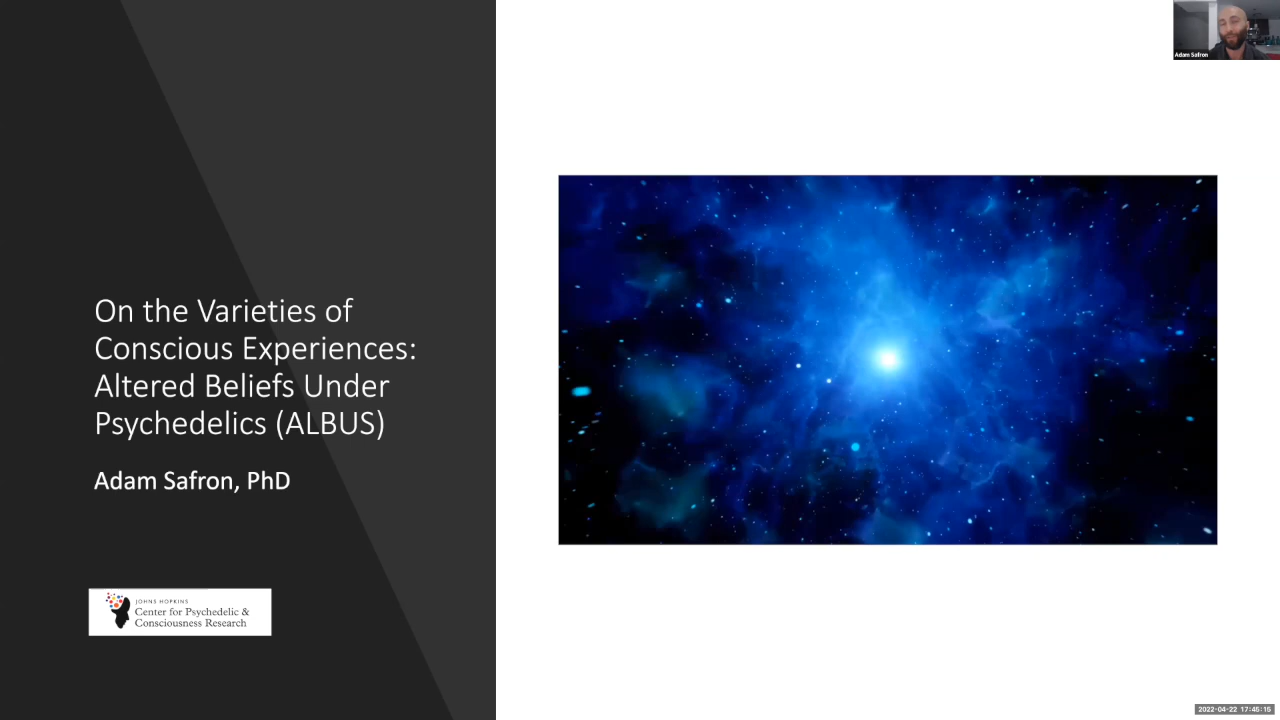 Adam Safron
On the Varieties of
Conscious Experiences:
Altered Beliefs Under
Psychedelics (ALBUS)
Adam Safron, PhD
JOHNS HOPKINS
Center for Psychedelic &
Consciousness Research
2022-04-22 17:45:15